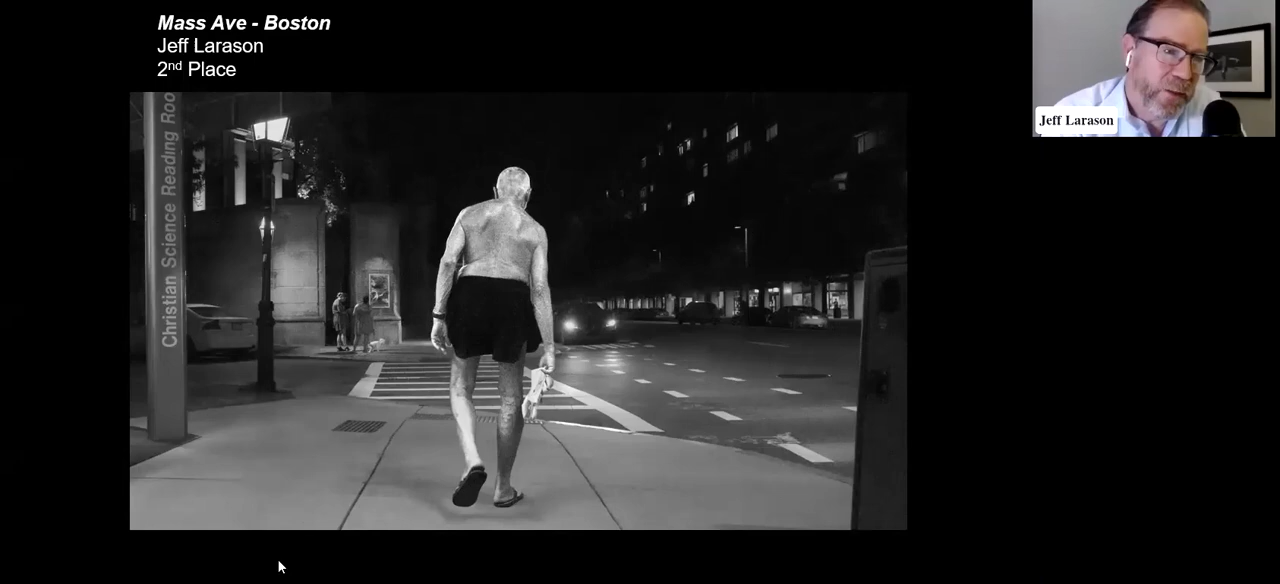 Mass Ave - Boston
Jeff Larason
2nd Place
Jeff Larason
Christian Science Reading Roo